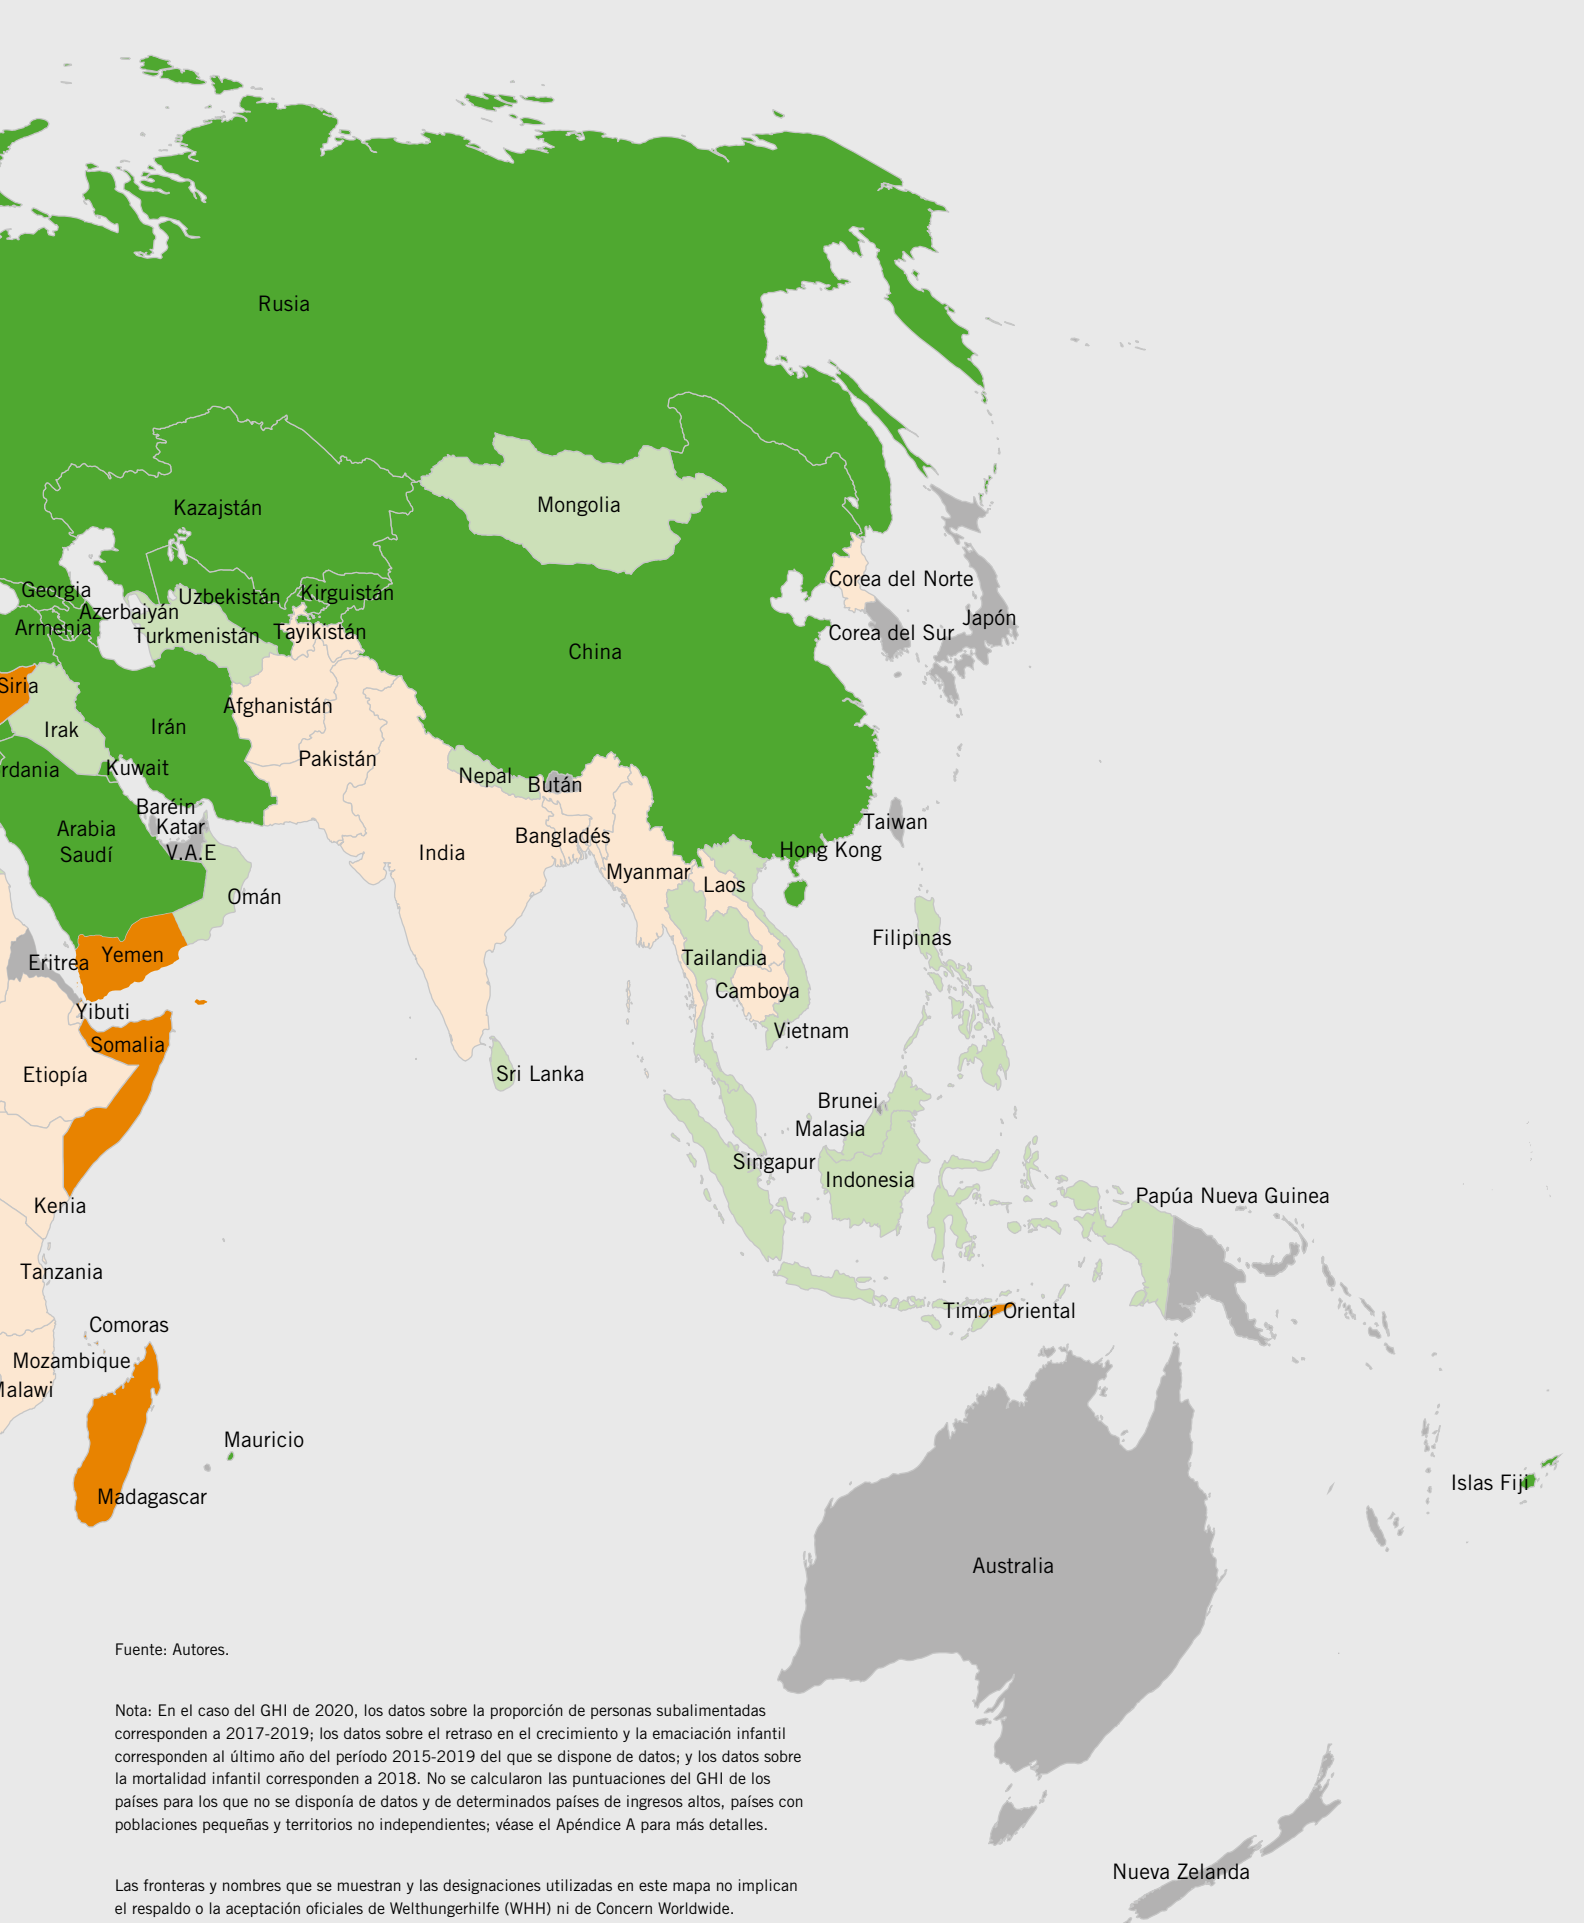 Rusia
Kazajstán
Mongolia
Georgia
Uzbekistán
Kirguistán
Azerbaiyán
Armenia
Turkmenistán
Tayikistán
Corea del Norte
Japón
Corea del Sur
China
Siria
Afghanistán
Irak
Irán
Pakistán
rdania
Kuwait
Nepal
Bután
Baréin
Katar
Arabia
Saudí
V.A.E
Bangladés
India
Taiwan
Hong Kong
Myanmar
Laos
Omán
Filipinas
Yemen
Eritrea
Tailandia
Camboya
Yibuti
Vietnam
Somalia
Etiopía
Sri Lanka
Brunei
Malasia
Singapur
Indonesia
Kenia
Papúa Nueva Guinea
Tanzania
Timor Oriental
Comoras
Mozambique
Malawi
Mauricio
Madagascar
Islas Fiji
Australia
Fuente: Autores.
Nota: En el caso del GHI de 2020, los datos sobre la proporción de personas subalimentadas
corresponden a 2017-2019; los datos sobre el retraso en el crecimiento y la emaciación infantil
corresponden al último año del período 2015-2019 del que se dispone de datos; y los datos sobre
la mortalidad infantil corresponden a 2018. No se calcularon las puntuaciones del GHI de los
países para los que no se disponía de datos y de determinados países de ingresos altos, países con
poblaciones pequeñas y territorios no independientes; véase el Apéndice A para más detalles.
Nueva Zelanda
Las fronteras y nombres que se muestran y las designaciones utilizadas en este mapa no implican
el respaldo o la aceptación oficiales de Welthungerhilfe (WHH) ni de Concern Worldwide.